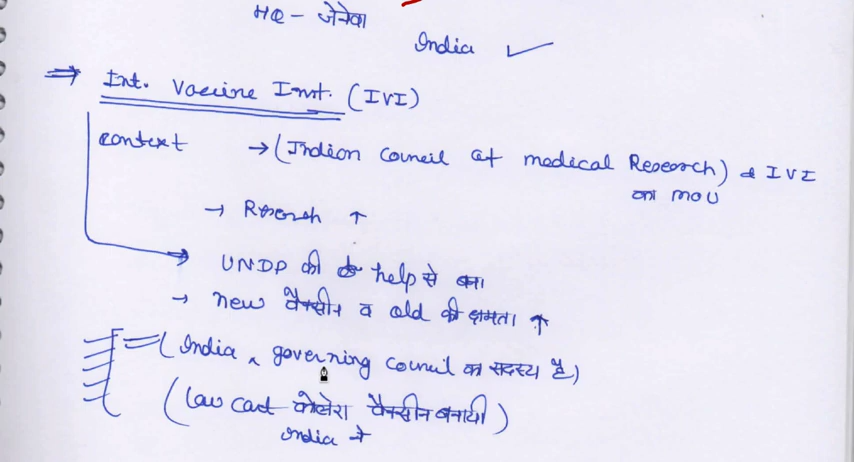 HQ - जेनेवा
India ✓
⇒ Int. Vaccine Inst. (IVI)
context → (Indian Council of medical Research) & IVI
का MOU
→ Research ↑
UNDP की help से बना
→ new वैक्सीन व old की क्षमता ↑
(India governing Council का सदस्य है)
(Low Cost कोलेरा वैक्सीन बनायी)
India ने